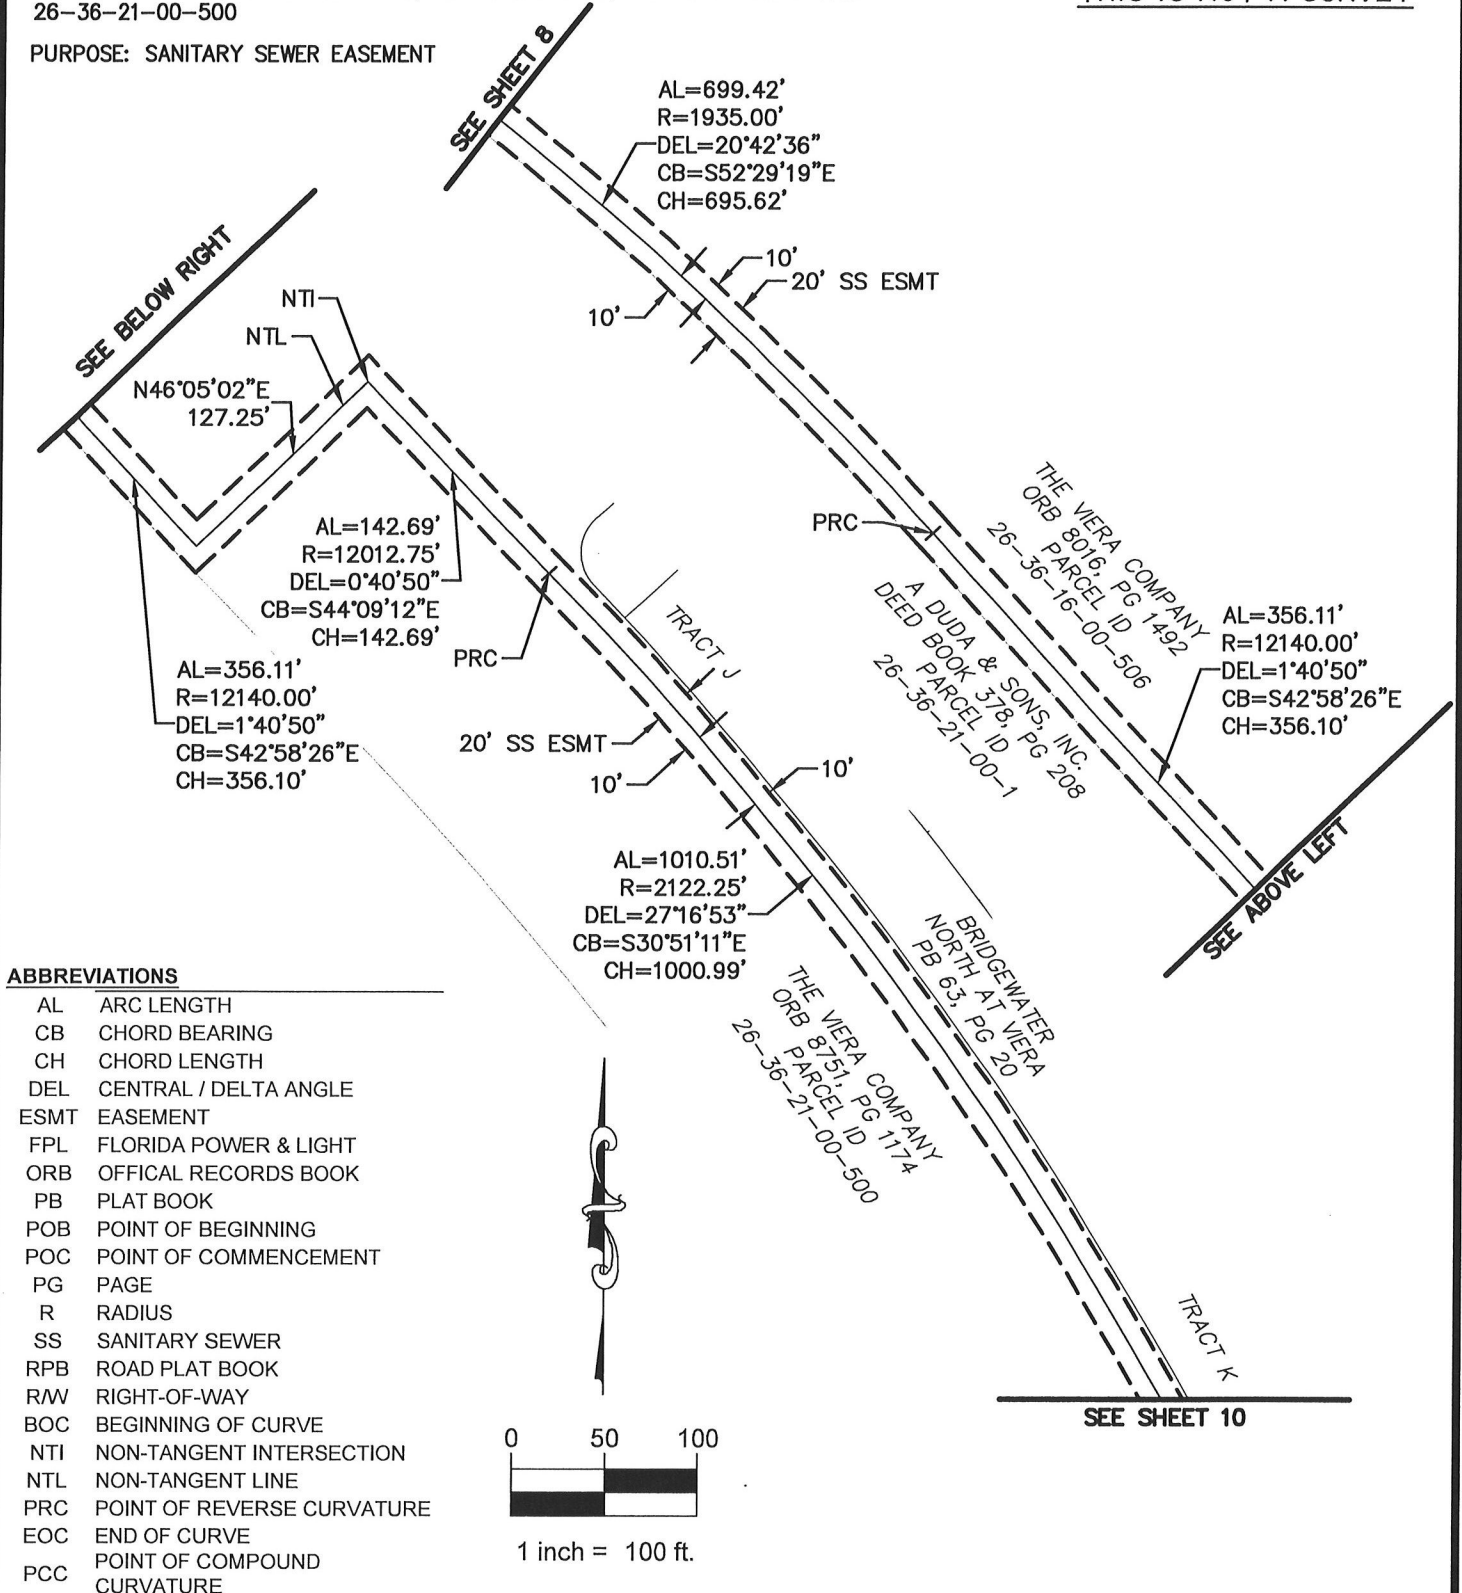 26-36-21-00-500
PURPOSE: SANITARY SEWER EASEMENT
SEE SHEET 8
AL=699.42'
R=1935.00'
DEL=20°42'36"
CB=S52°29'19"E
CH=695.62'
10'
20' SS ESMT
10'
SEE BELOW RIGHT
NTI
NTL
N46°05'02"E
127.25'
AL=142.69'
R=12012.75'
DEL=0°40'50"
CB=S44°09'12"E
CH=142.69'
PRC
AL=356.11'
R=12140.00'
DEL=1°40'50"
CB=S42°58'26"E
CH=356.10'
TRACT J
PRC
THE VIERA COMPANY
ORB 8016, PG 1492
PARCEL ID
26-36-16-00-506
A DUDA & SONS, INC.
DEED BOOK 378, PG 208
PARCEL ID
26-36-21-00-1
AL=356.11'
R=12140.00'
DEL=1°40'50"
CB=S42°58'26"E
CH=356.10'
SEE ABOVE LEFT
20' SS ESMT
10'
10'
AL=1010.51'
R=2122.25'
DEL=27°16'53"
CB=S30°51'11"E
CH=1000.99'
BRIDGEWATER
NORTH AT VIERA
PB 63, PG 20
THE VIERA COMPANY
ORB 8751, PG 1174
PARCEL ID
26-36-21-00-500
TRACT K
SEE SHEET 10
ABBREVIATIONS
AL ARC LENGTH
CB CHORD BEARING
CH CHORD LENGTH
DEL CENTRAL / DELTA ANGLE
ESMT EASEMENT
FPL FLORIDA POWER & LIGHT
ORB OFFICAL RECORDS BOOK
PB PLAT BOOK
POB POINT OF BEGINNING
POC POINT OF COMMENCEMENT
PG PAGE
R RADIUS
SS SANITARY SEWER
RPB ROAD PLAT BOOK
R/W RIGHT-OF-WAY
BOC BEGINNING OF CURVE
NTI NON-TANGENT INTERSECTION
NTL NON-TANGENT LINE
PRC POINT OF REVERSE CURVATURE
EOC END OF CURVE
PCC POINT OF COMPOUND
CURVATURE
0 50 100
1 inch = 100 ft.